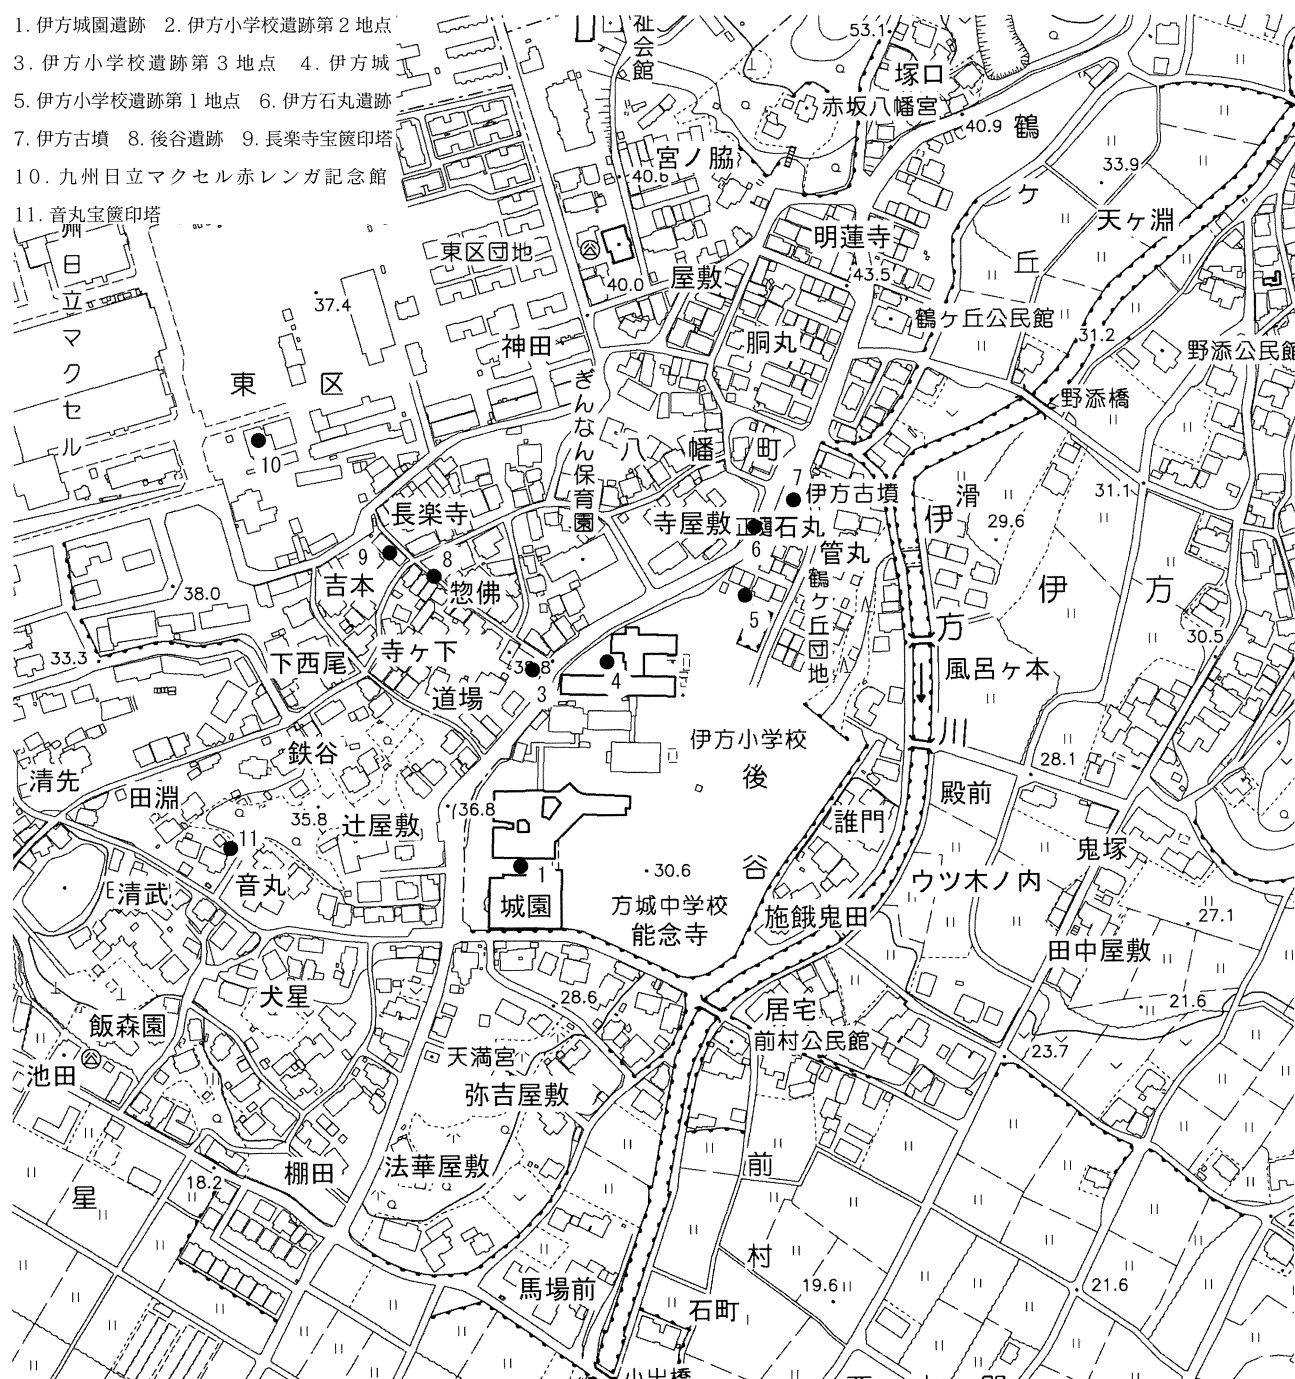 1. 伊方城園遺跡　2. 伊方小学校遺跡第2地点
3. 伊方小学校遺跡第3地点　4. 伊方城
5. 伊方小学校遺跡第1地点　6. 伊方石丸遺跡
7. 伊方古墳　8. 後谷遺跡　9. 長楽寺宝篋印塔
10. 九州日立マクセル赤レンガ記念館
11. 音丸宝篋印塔
祉会館
53.1
塚口
赤坂八幡宮
40.9
鶴ヶ丘
宮ノ脇
33.9
天ヶ淵
州日立マクセル
東区団地
明蓮寺
40.0
屋敷
43.5
37.4
鶴ヶ丘公民館
31.2
野添公民館
神田
胴丸
東区
ぎんなん保育園
野添橋
八幡町
10
7
伊方古墳
31.1
滑
29.6
長楽寺
寺屋敷
石丸
6
管丸
伊方川
9
8
吉本
惣佛
鶴ヶ丘団地
伊方
38.0
5
30.5
33.3
下西尾
寺ヶ下
3
4
風呂ヶ本
道場
伊方小学校
鉄谷
28.1
清先
田淵
後谷
殿前
35.8
辻屋敷
36.8
誰門
鬼塚
11
清武
音丸
1
30.6
ウツ木ノ内
城園
方城中学校
能念寺
施餓鬼田
27.1
田中屋敷
犬星
28.6
居宅
21.6
飯森園
前村公民館
23.7
池田
天満宮
弥吉屋敷
棚田
法華屋敷
前村
18.2
星
馬場前
19.6
21.6
石町